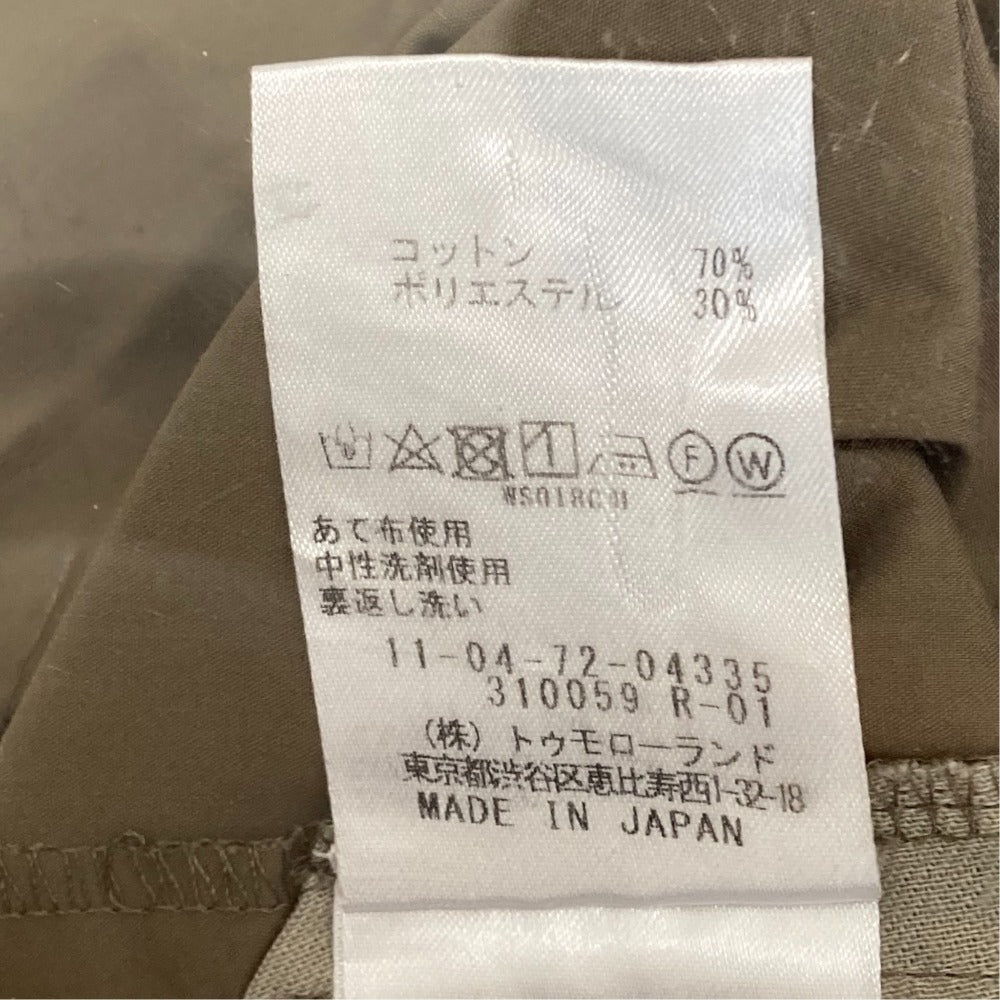 コットン 70%
ポリエステル 30%
F W
あて布使用
中性洗剤使用
裏返し洗い
11-04-72-04335
310059 R-01
(株)トゥモローランド
東京都渋谷区恵比寿西1-32-18
MADE IN JAPAN